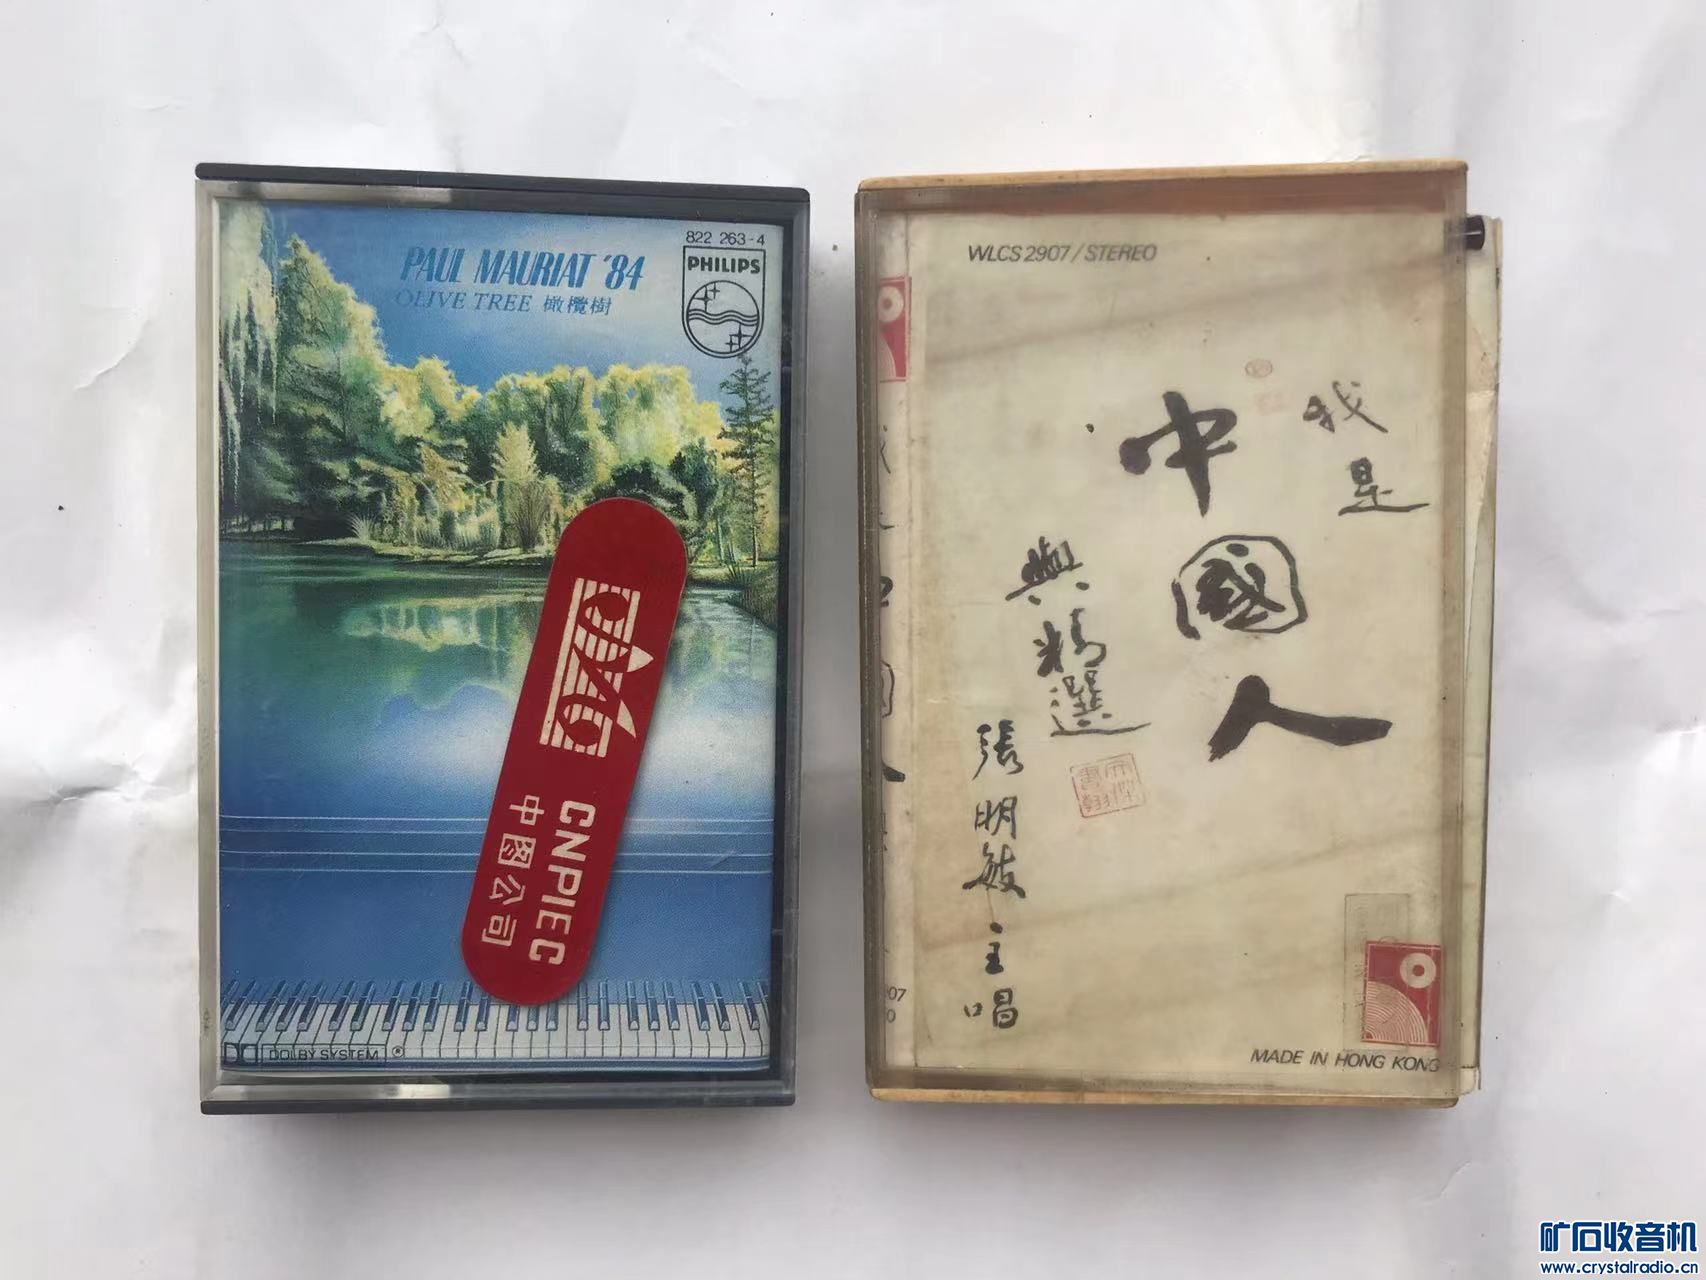 822 263-4
PHILIPS
PAUL MAURIAT '84
OLIVE TREE 橄欖樹
CNPIEC
中图公司
DOLBY SYSTEM ®
WLCS 2907 / STEREO
我是
中國人
與精選
張明敏主唱
07
0
MADE IN HONG KONG
矿石收音机
www.crystalradio.cn